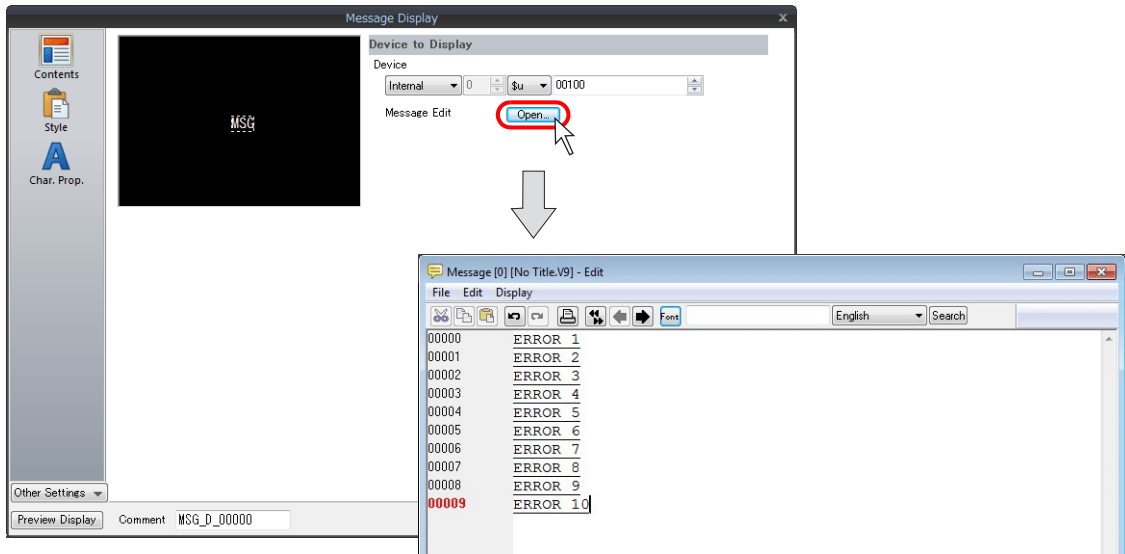 Message Display
x
Contents
Style
Char. Prop.
MSG
Device to Display
Device
Internal 0 $u 00100
Message Edit Open...
Other Settings
Preview Display Comment MSG_D_00000
Message [0] [No Title.V9] - Edit
File Edit Display
Font English Search
00000 ERROR 1
00001 ERROR 2
00002 ERROR 3
00003 ERROR 4
00004 ERROR 5
00005 ERROR 6
00006 ERROR 7
00007 ERROR 8
00008 ERROR 9
00009 ERROR 10